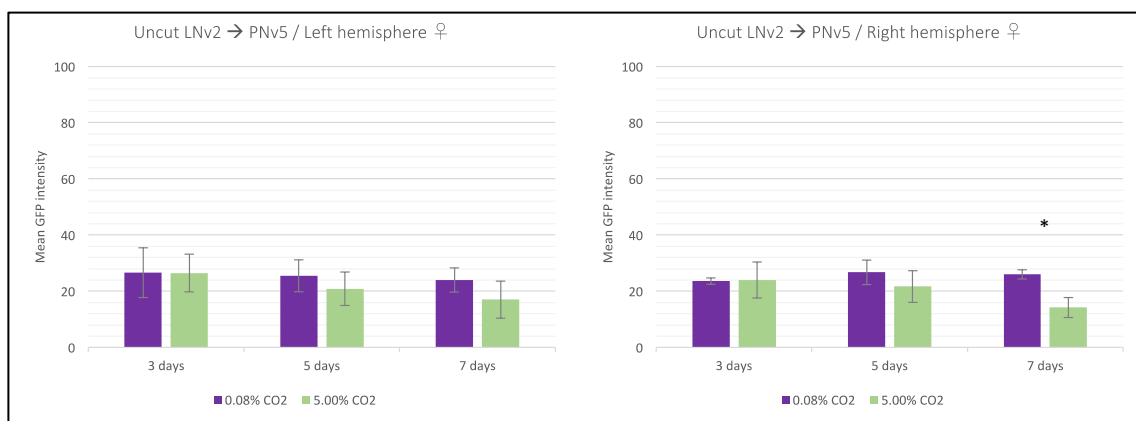 Uncut LNv2 → PNv5 / Left hemisphere ♀
100
80
60
40
20
0
Mean GFP intensity
3 days
5 days
7 days
0.08% CO2
5.00% CO2
Uncut LNv2 → PNv5 / Right hemisphere ♀
100
80
60
40
20
0
Mean GFP intensity
*
3 days
5 days
7 days
0.08% CO2
5.00% CO2